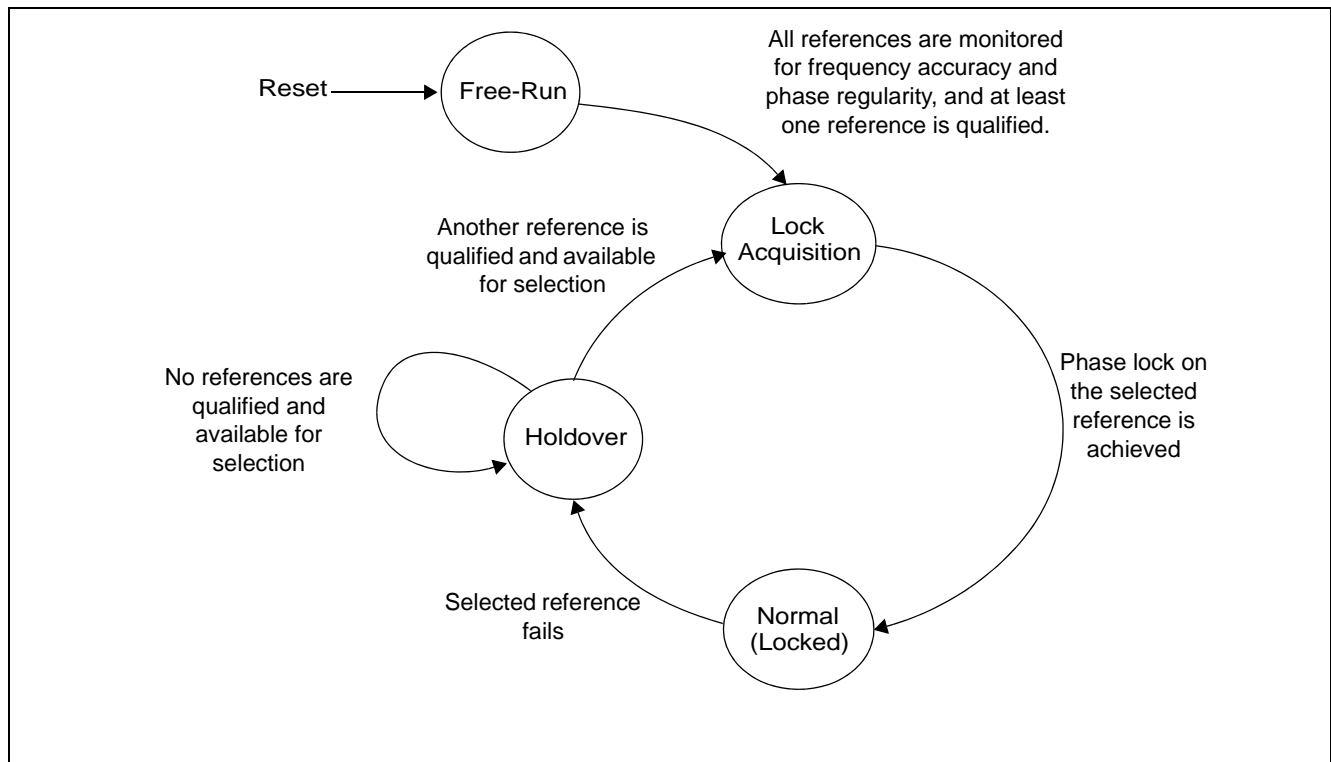 All references are monitored
for frequency accuracy and
phase regularity, and at least
one reference is qualified.
Reset
Free-Run
Lock
Acquisition
Another reference is
qualified and available
for selection
Phase lock on
the selected
reference is
achieved
No references are
qualified and
available for
selection
Holdover
Selected reference
fails
Normal
(Locked)